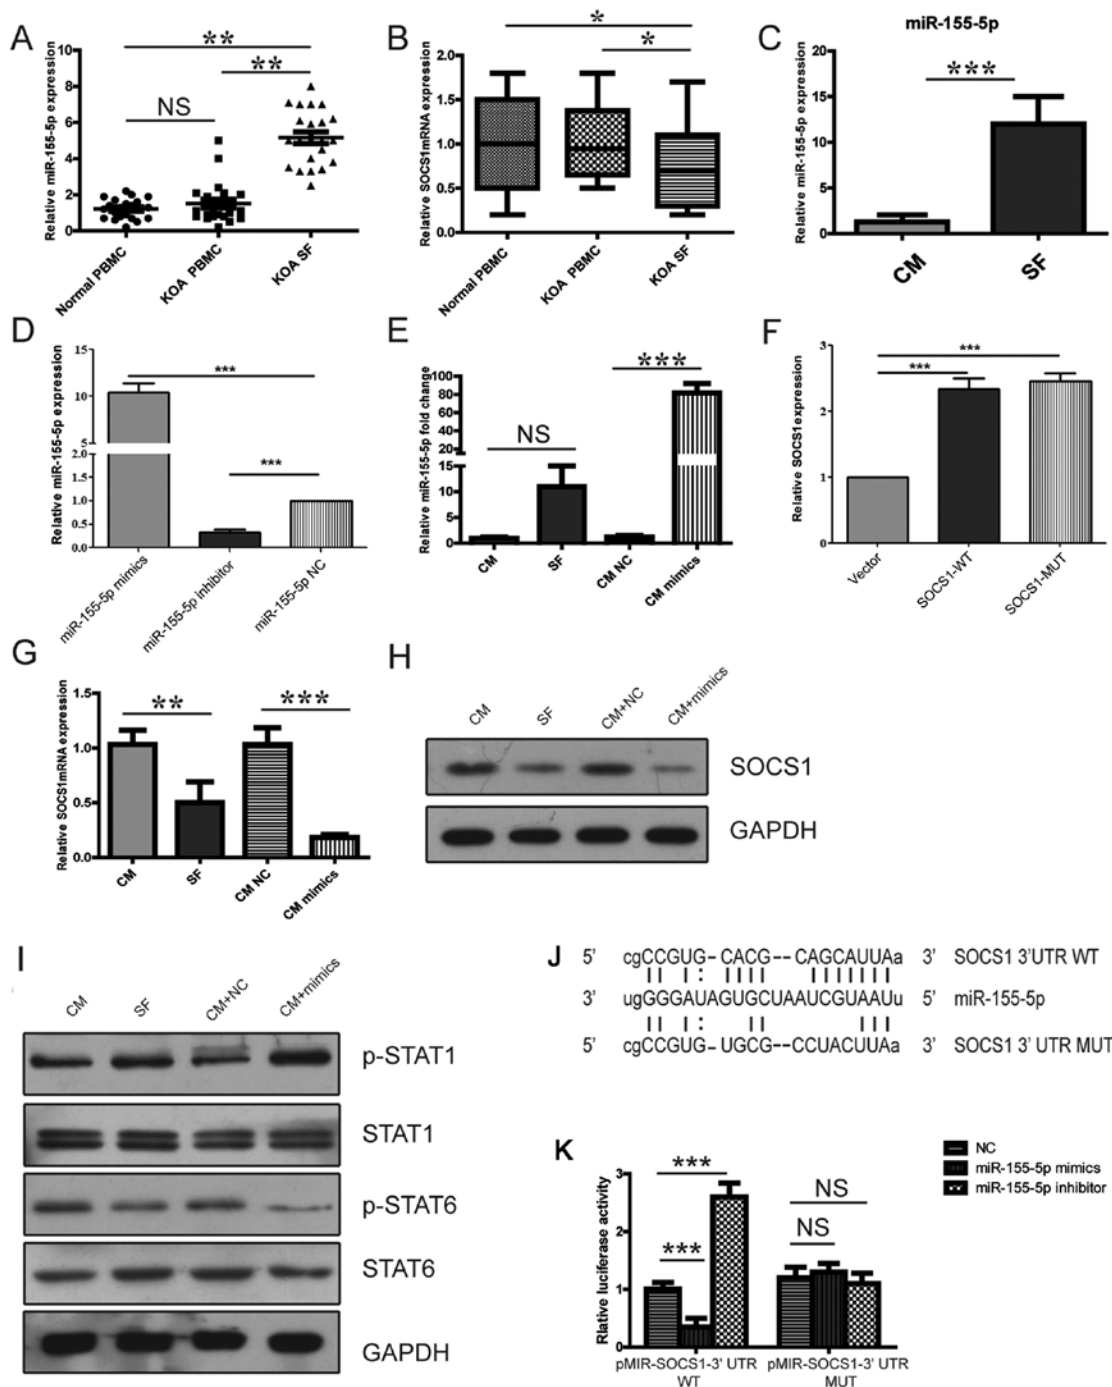 A
Relative miR-155-5p expression
10
8
6
4
2
0
**
**
NS
Normal PBMC
KOA PBMC
KOA SF
B
Relative SOCS1mRNA expression
2.0
1.5
1.0
0.5
0.0
*
*
Normal PBMC
KOA PBMC
KOA SF
C
miR-155-5p
Relative miR-155-5p expression
20
15
10
5
0
***
CM
SF
D
Relative miR-155-5p expression
15
10
5
1.5
1.0
0.5
0.0
***
***
miR-155-5p mimics
miR-155-5p inhibitor
miR-155-5p NC
E
Relative miR-155-5p fold change
100
80
60
40
20
15
10
5
0
NS
***
CM
SF
CM NC
CM mimics
F
Relative SOCS1 expression
3
2
1
0
***
***
Vector
SOCS1-WT
SOCS1-MUT
G
Relative SOCS1mRNA expression
1.5
1.0
0.5
0.0
**
***
CM
SF
CM NC
CM mimics
H
CM
SF
CM+NC
CM+mimics
SOCS1
GAPDH
I
CM
SF
CM+NC
CM+mimics
p-STAT1
STAT1
p-STAT6
STAT6
GAPDH
J
5' cgCCGUG-CACG--CAGCAUUAa 3' SOCS1 3'UTR WT
3' ugGGGAUAGUGCUAAUCGUAAUu 5' miR-155-5p
5' cgCCGUG-UGCG-CCUACUUAa 3' SOCS1 3' UTR MUT
K
Rlative luciferase activity
3
2
1
0
***
***
NS
NS
pMIR-SOCS1-3' UTR
WT
pMIR-SOCS1-3' UTR
MUT
NC
miR-155-5p mimics
miR-155-5p inhibitor